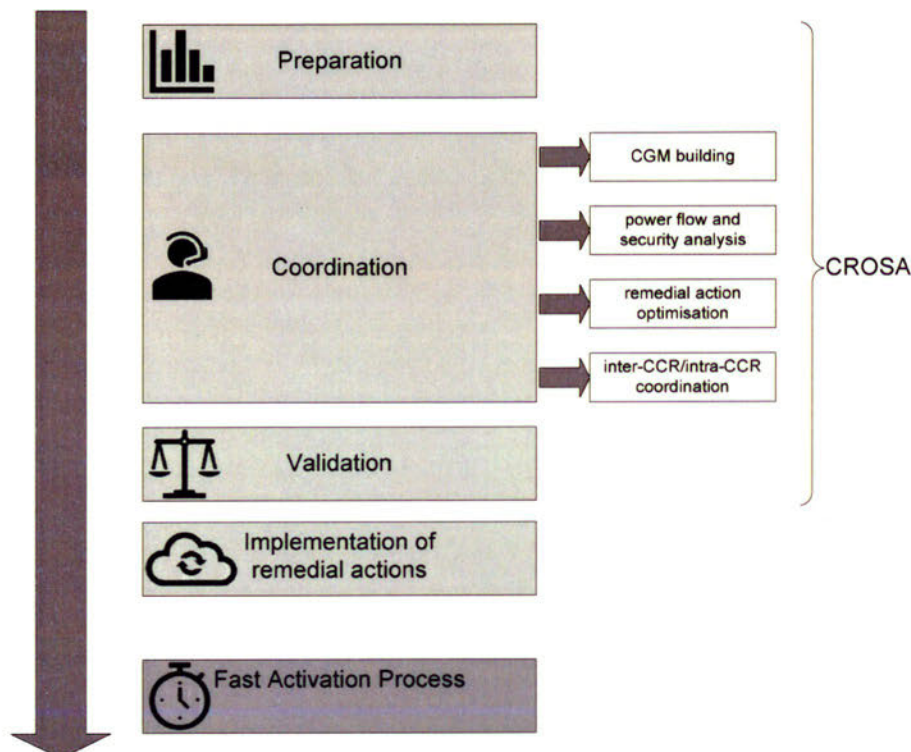 Preparation
Coordination
CGM building
power flow and
security analysis
remedial action
optimisation
inter-CCR/intra-CCR
coordination
CROSA
Validation
Implementation of
remedial actions
Fast Activation Process